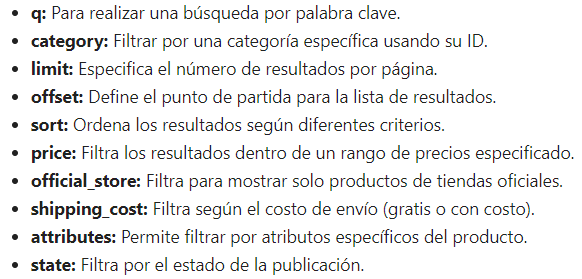 • q: Para realizar una búsqueda por palabra clave.
• category: Filtrar por una categoría específica usando su ID.
• limit: Especifica el número de resultados por página.
• offset: Define el punto de partida para la lista de resultados.
• sort: Ordena los resultados según diferentes criterios.
• price: Filtra los resultados dentro de un rango de precios especificado.
• official_store: Filtra para mostrar solo productos de tiendas oficiales.
• shipping_cost: Filtra según el costo de envío (gratis o con costo).
• attributes: Permite filtrar por atributos específicos del producto.
• state: Filtra por el estado de la publicación.